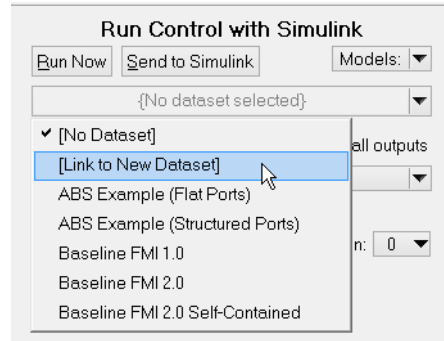 Run Control with Simulink
Run Now Send to Simulink Models:
{No dataset selected}
[No Dataset]
all outputs
[Link to New Dataset]
ABS Example (Flat Ports)
ABS Example (Structured Ports)
n: 0
Baseline FMI 1.0
Baseline FMI 2.0
Baseline FMI 2.0 Self-Contained